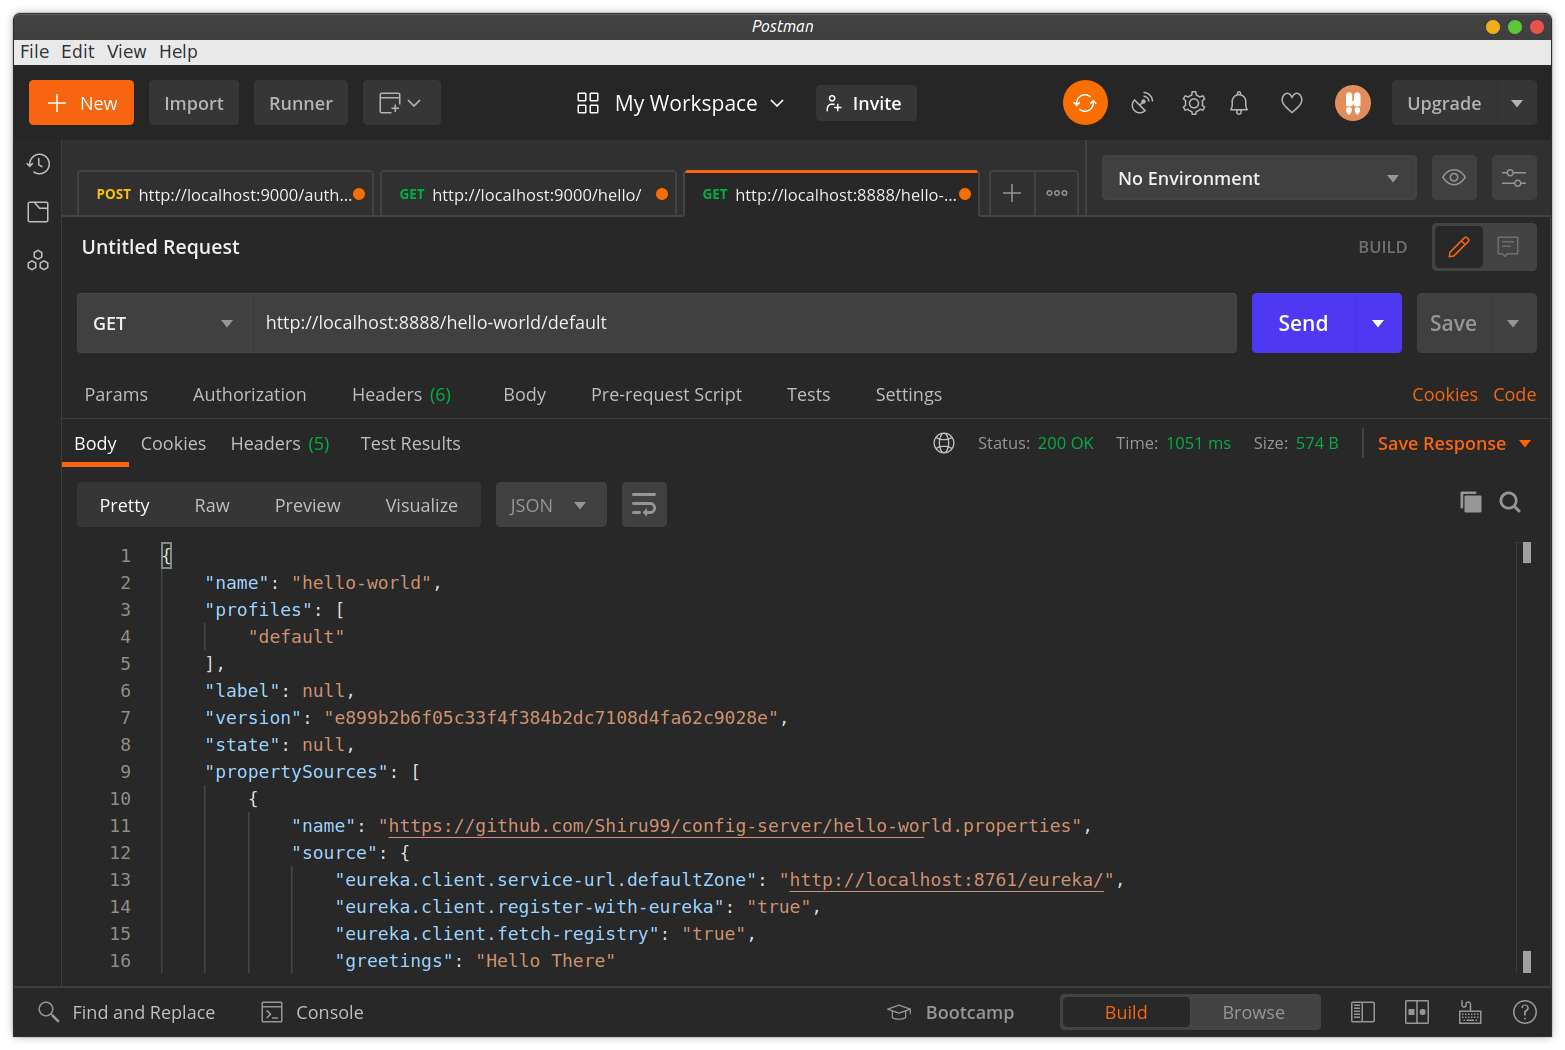 Postman
File Edit View Help
New Import Runner My Workspace Invite Upgrade
POST http://localhost:9000/auth... GET http://localhost:9000/hello/ GET http://localhost:8888/hello-... No Environment
Untitled Request BUILD
GET http://localhost:8888/hello-world/default Send Save
Params Authorization Headers (6) Body Pre-request Script Tests Settings Cookies Code
Body Cookies Headers (5) Test Results Status: 200 OK Time: 1051 ms Size: 574 B Save Response
Pretty Raw Preview Visualize JSON
1 {
2 "name": "hello-world",
3 "profiles": [
4 "default"
5 ],
6 "label": null,
7 "version": "e899b2b6f05c33f4f384b2dc7108d4fa62c9028e",
8 "state": null,
9 "propertySources": [
10 {
11 "name": "https://github.com/Shiru99/config-server/hello-world.properties",
12 "source": {
13 "eureka.client.service-url.defaultZone": "http://localhost:8761/eureka/",
14 "eureka.client.register-with-eureka": "true",
15 "eureka.client.fetch-registry": "true",
16 "greetings": "Hello There"
Find and Replace Console Bootcamp Build Browse